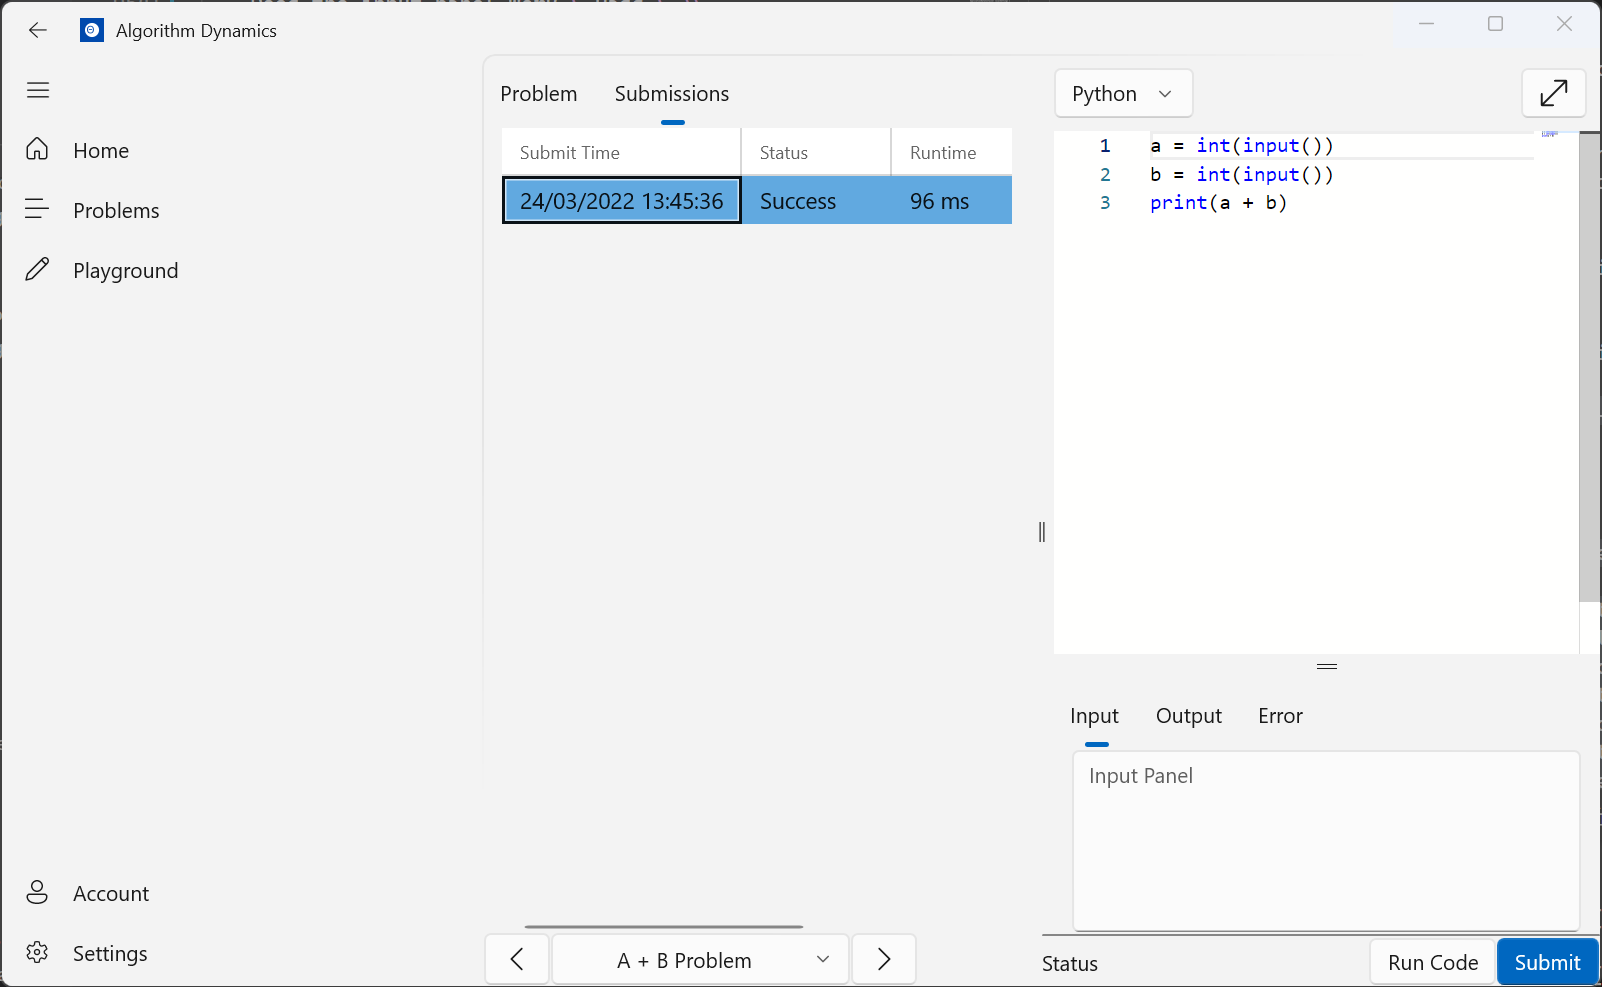 Algorithm Dynamics
Home
Problems
Playground
Account
Settings
Problem Submissions
Submit Time Status Runtime
24/03/2022 13:45:36 Success 96 ms
A + B Problem
Python
1 a = int(input())
2 b = int(input())
3 print(a + b)
Input Output Error
Input Panel
Status
Run Code
Submit